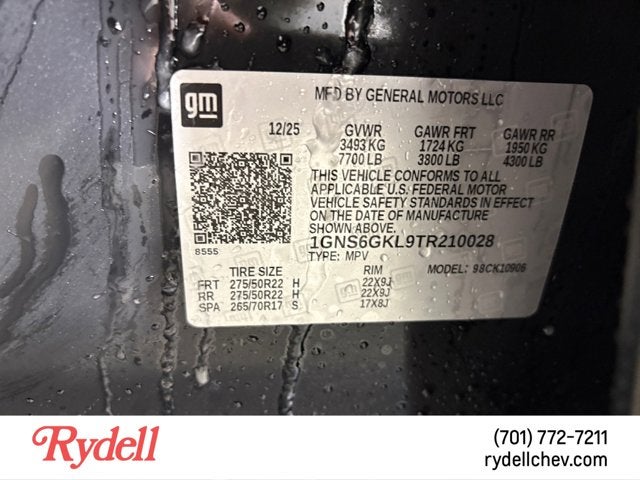 gm
MFD BY GENERAL MOTORS LLC
12/25 GVWR GAWR FRT GAWR RR
3493 KG 1724 KG 1950 KG
7700 LB 3800 LB 4300 LB
THIS VEHICLE CONFORMS TO ALL
APPLICABLE U.S. FEDERAL MOTOR
VEHICLE SAFETY STANDARDS IN EFFECT
ON THE DATE OF MANUFACTURE
SHOWN ABOVE.
8555
1GNS6GKL9TR210028
TYPE: MPV MODEL: 98CK10906
TIRE SIZE RIM
FRT 275/50R22 H 22X9J
RR 275/50R22 H 22X9J
SPA 265/70R17 S 17X8J
Rydell
(701) 772-7211
rydellchev.com